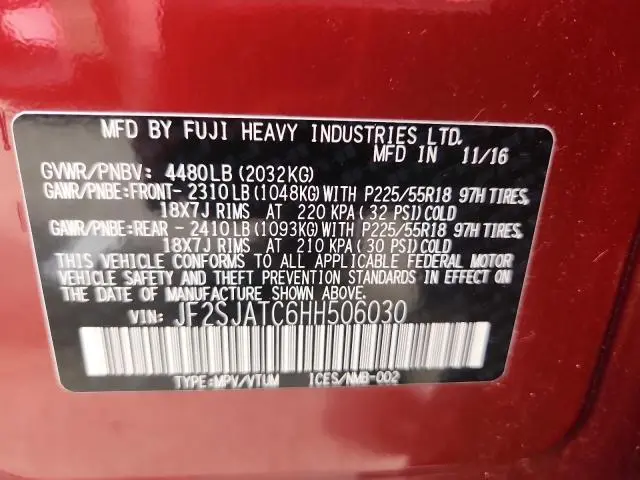 MFD BY FUJI HEAVY INDUSTRIES LTD.
MFD IN 11/16
GVWR/PNBV: 4480LB (2032KG)
GAWR/PNBE:FRONT- 2310LB (1048KG) WITH P225/55R18 97H TIRES,
18X7J RIMS AT 220 KPA (32 PSI) COLD
GAWR/PNBE:REAR - 2410LB (1093KG) WITH P225/55R18 97H TIRES,
18X7J RIMS AT 210 KPA (30 PSI) COLD
THIS VEHICLE CONFORMS TO ALL APPLICABLE FEDERAL MOTOR
VEHICLE SAFETY AND THEFT PREVENTION STANDARDS IN EFFECT ON
THE DATE OF MANUFACTURE SHOWN ABOVE.
VIN: JF2SJATC6HH506030
TYPE:MPV/VTUM ICES/NMB-002